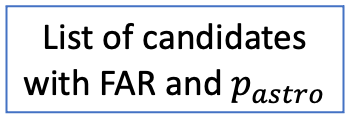 List of candidates
with FAR and p_astro